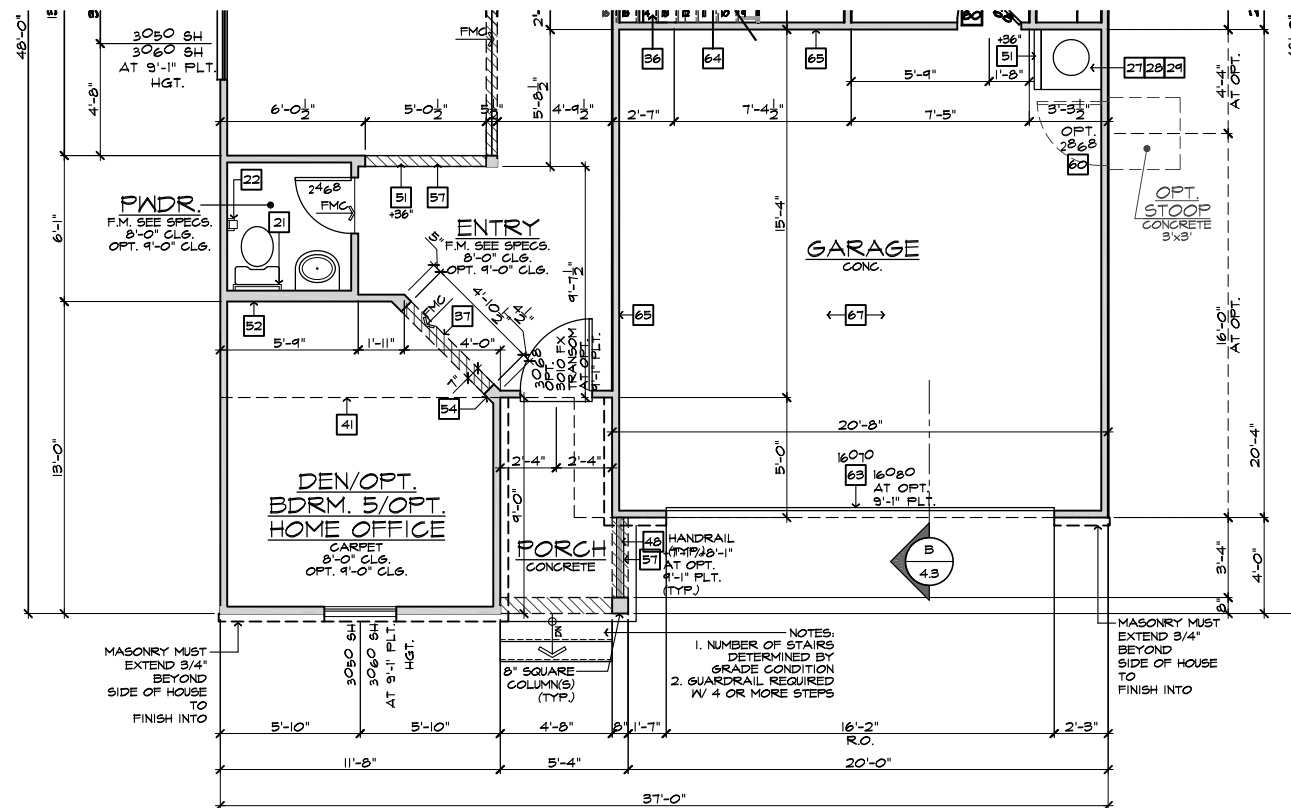 48'-0"
3050 SH
3060 SH
AT 9'-1" PLT.
HGT.
4'-8"
6'-0½"
5'-0½"
FMC
5'-8½"
4'-9½"
2'-7"
7'-4½"
7'-5"
3'-3½"
5'-9"
1'-8"
36
64
65
+36"
51
27 28 29
4'-4"
AT OPT.
OPT.
2868
60
OPT.
STOOP
CONCRETE
3'x3'
22
2468
FMC
PWDR.
F.M. SEE SPECS.
8'-0" CLG.
OPT. 9'-0" CLG.
21
6'-1"
51
+36"
57
ENTRY
F.M. SEE SPECS.
8'-0" CLG.
OPT. 9'-0" CLG.
15'-4"
GARAGE
CONC.
5"
4'-10½"
4½"
9'-7½"
FMC
37
52
65
67
16'-0"
AT OPT.
5'-9"
1'-11"
4'-0"
7"
3068
OPT.
3010 FX
TRANSOM
AT OPT.
9'-1" PLT.
41
54
13'-0"
20'-8"
5'-0"
20'-4"
2'-4"
2'-4"
9'-0"
16070
63
16080
AT OPT.
9'-1" PLT.
DEN/OPT.
BDRM. 5/OPT.
HOME OFFICE
CARPET
8'-0" CLG.
OPT. 9'-0" CLG.
PORCH
CONCRETE
48
HANDRAIL
(TYP.)
57
AT OPT.
9'-1" PLT.
(TYP.)
B
4.3
3'-4"
4'-0"
8"
MASONRY MUST
EXTEND 3/4"
BEYOND
SIDE OF HOUSE
TO
FINISH INTO
3050 SH
3060 SH
AT 9'-1" PLT.
HGT.
DN
8" SQUARE
COLUMN(S)
(TYP.)
NOTES:
1. NUMBER OF STAIRS
DETERMINED BY
GRADE CONDITION
2. GUARDRAIL REQUIRED
W/ 4 OR MORE STEPS
MASONRY MUST
EXTEND 3/4"
BEYOND
SIDE OF HOUSE
TO
FINISH INTO
5'-10"
5'-10"
4'-8"
8"
1'-7"
16'-2"
R.O.
2'-3"
11'-8"
5'-4"
20'-0"
37'-0"